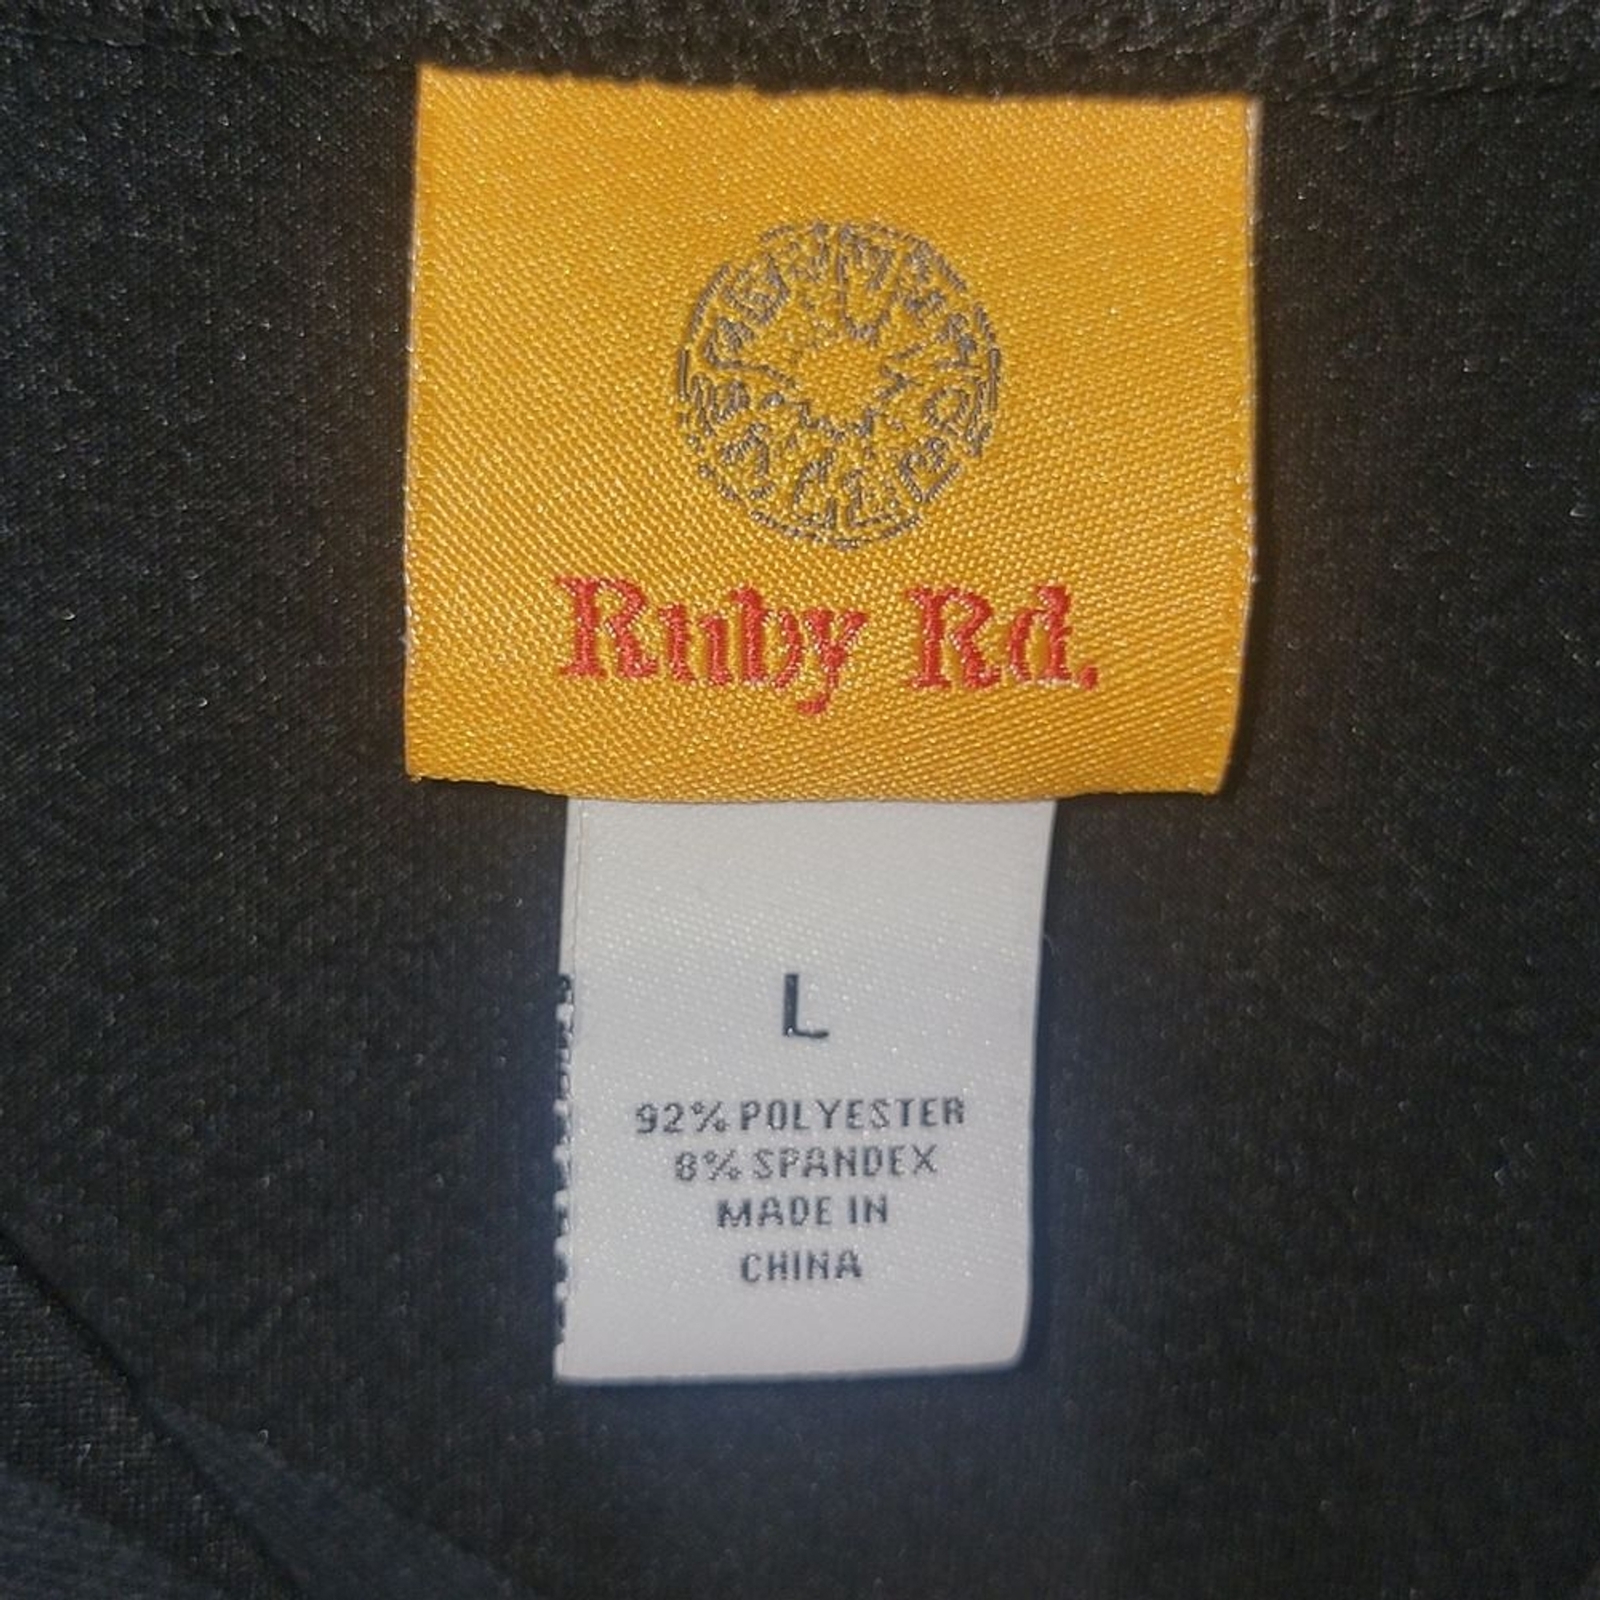 Ruby Rd.
L
92% POLYESTER
8% SPANDEX
MADE IN
CHINA